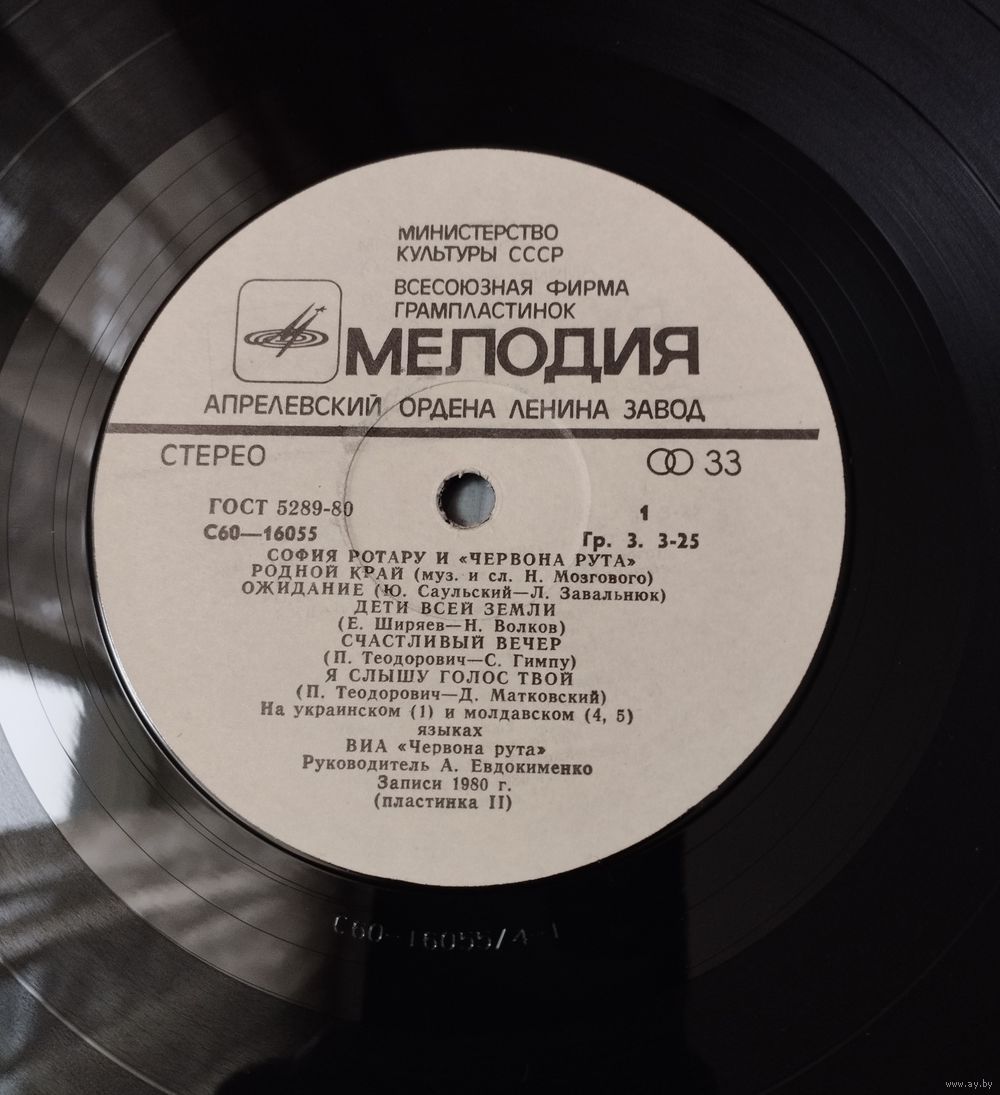 МИНИСТЕРСТВО
КУЛЬТУРЫ СССР
ВСЕСОЮЗНАЯ ФИРМА
ГРАМПЛАСТИНОК
МЕЛОДИЯ
АПРЕЛЕВСКИЙ ОРДЕНА ЛЕНИНА ЗАВОД
СТЕРЕО
33
ГОСТ 5289-80
1
С60—16055
Гр. 3. 3-25
СОФИЯ РОТАРУ И «ЧЕРВОНА РУТА»
РОДНОЙ КРАЙ (муз. и сл. Н. Мозгового)
ОЖИДАНИЕ (Ю. Саульский—Л. Завальнюк)
ДЕТИ ВСЕЙ ЗЕМЛИ
(Е. Ширяев—Н. Волков)
СЧАСТЛИВЫЙ ВЕЧЕР
(П. Теодорович—С. Гимпу)
Я СЛЫШУ ГОЛОС ТВОЙ
(П. Теодорович—Д. Матковский)
На украинском (1) и молдавском (4, 5)
языках
ВИА «Червона рута»
Руководитель А. Евдокименко
Записи 1980 г.
(пластинка II)
С60-16055/4-1
www.ay.by